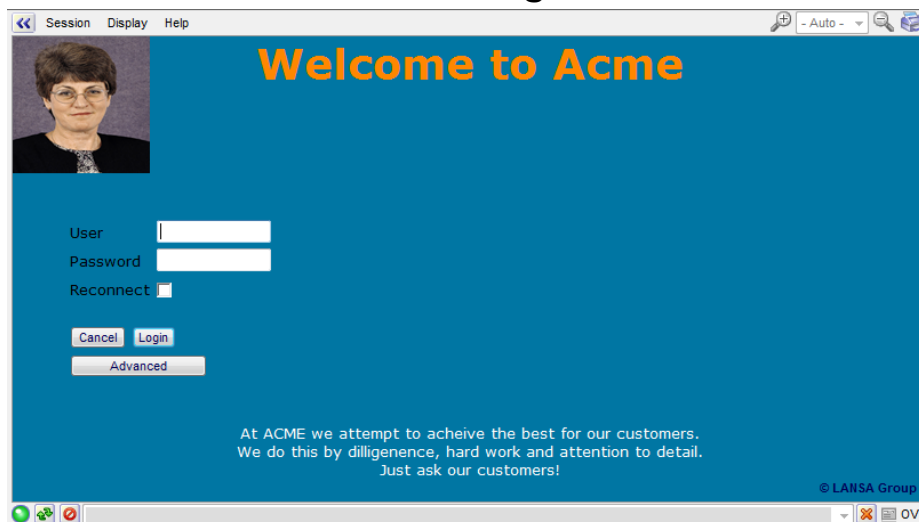 Session Display Help - Auto -
Welcome to Acme
User
Password
Reconnect
Cancel Login
Advanced
At ACME we attempt to acheive the best for our customers.
We do this by dilligenence, hard work and attention to detail.
Just ask our customers!
© LANSA Group